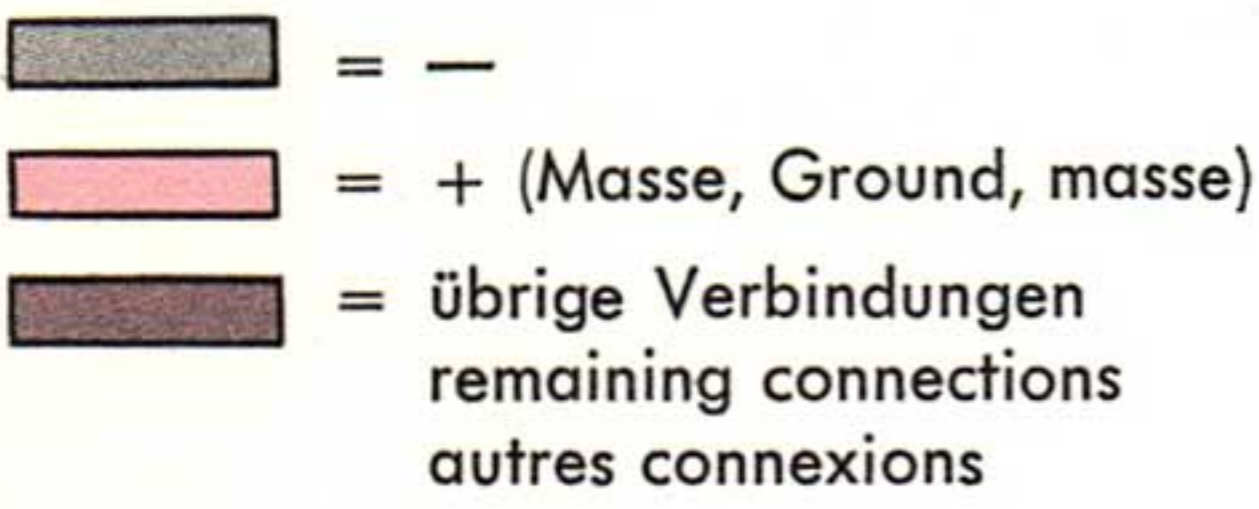 = —
= + (Masse, Ground, masse)
= übrige Verbindungen
remaining connections
autres connexions